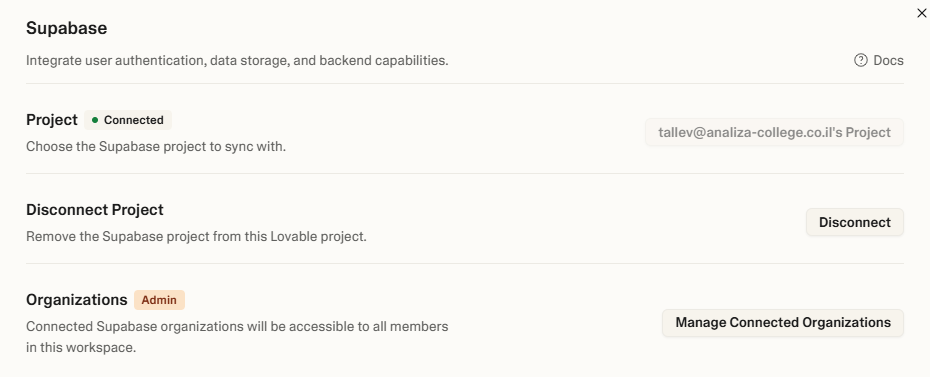 Supabase
Integrate user authentication, data storage, and backend capabilities.
Docs
Project
Connected
Choose the Supabase project to sync with.
tallev@analiza-college.co.il's Project
Disconnect Project
Remove the Supabase project from this Lovable project.
Disconnect
Organizations
Admin
Connected Supabase organizations will be accessible to all members
in this workspace.
Manage Connected Organizations